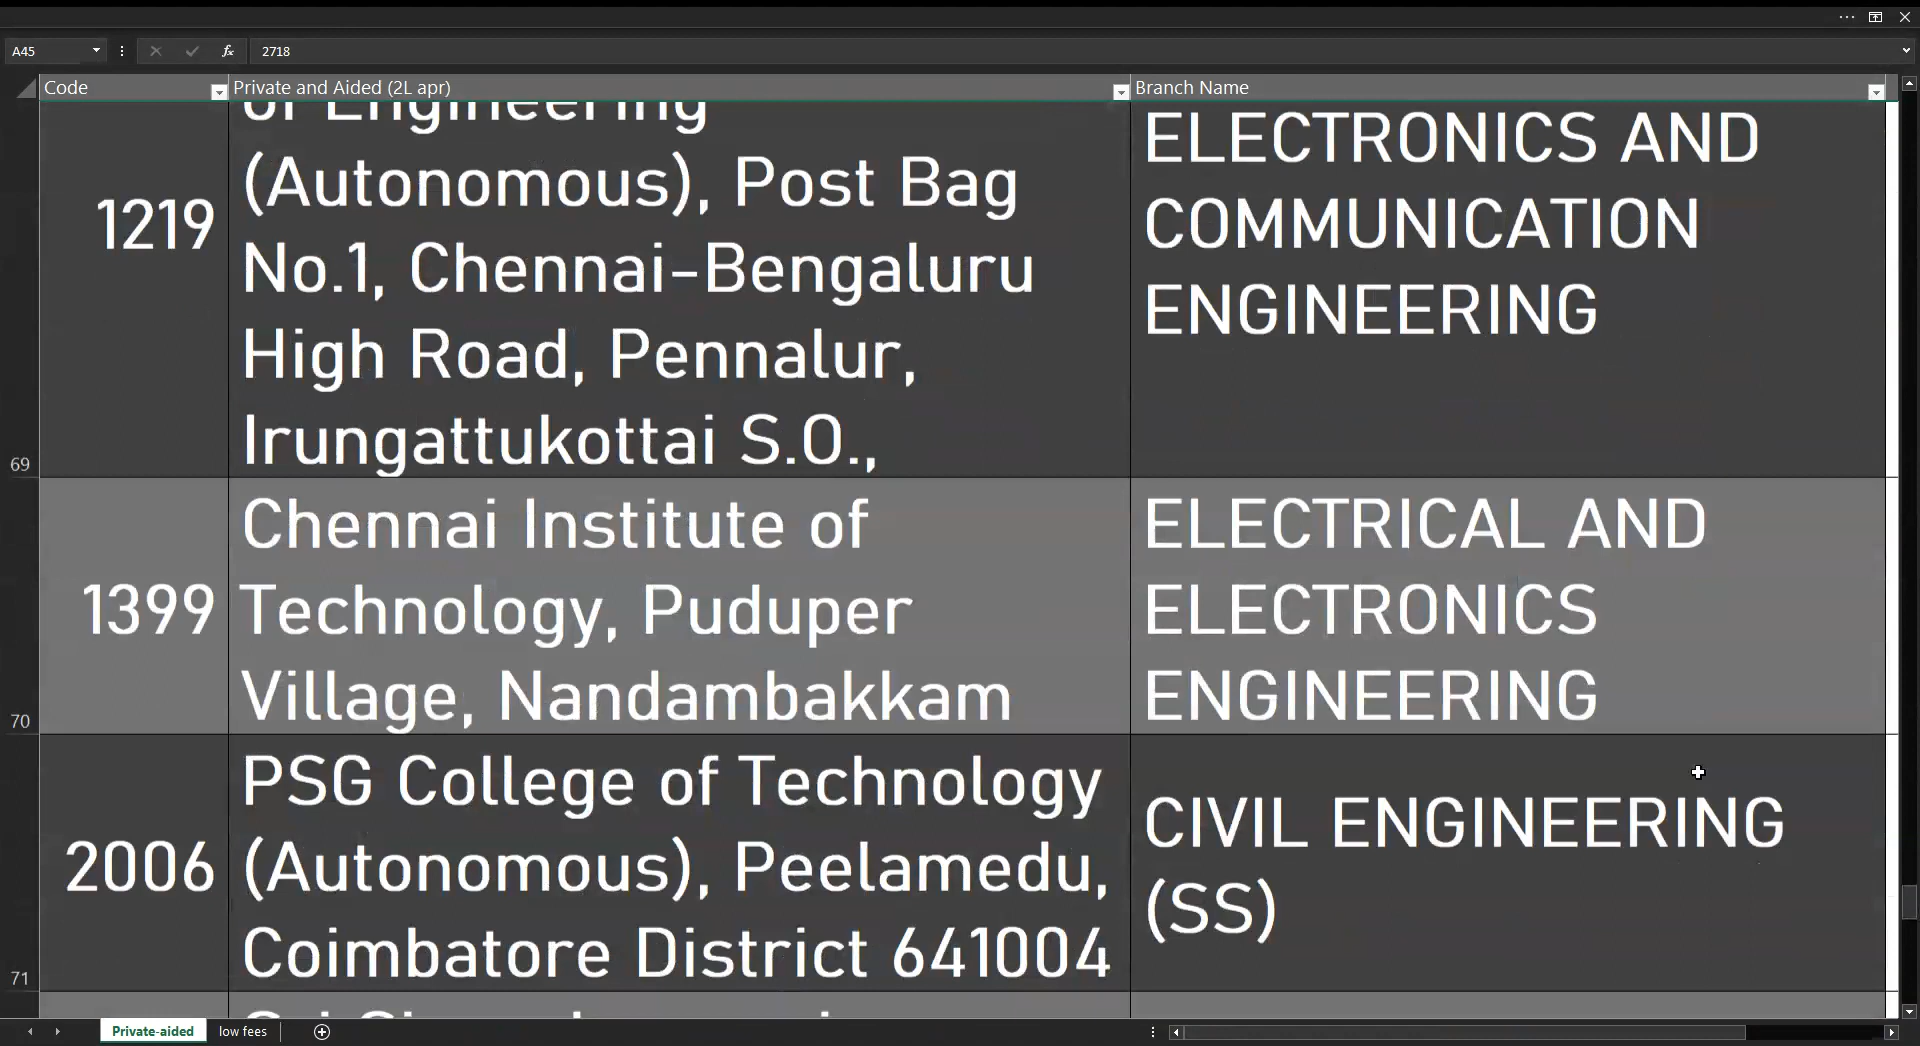 A45
fx
2718
Code
Private and Aided (2L apr)
Branch Name
69
1219
of Engineering
(Autonomous), Post Bag
No.1, Chennai-Bengaluru
High Road, Pennalur,
Irungattukottai S.O.,
ELECTRONICS AND
COMMUNICATION
ENGINEERING
70
1399
Chennai Institute of
Technology, Puduper
Village, Nandambakkam
ELECTRICAL AND
ELECTRONICS
ENGINEERING
71
2006
PSG College of Technology
(Autonomous), Peelamedu,
Coimbatore District 641004
CIVIL ENGINEERING
(SS)
Private-aided
low fees